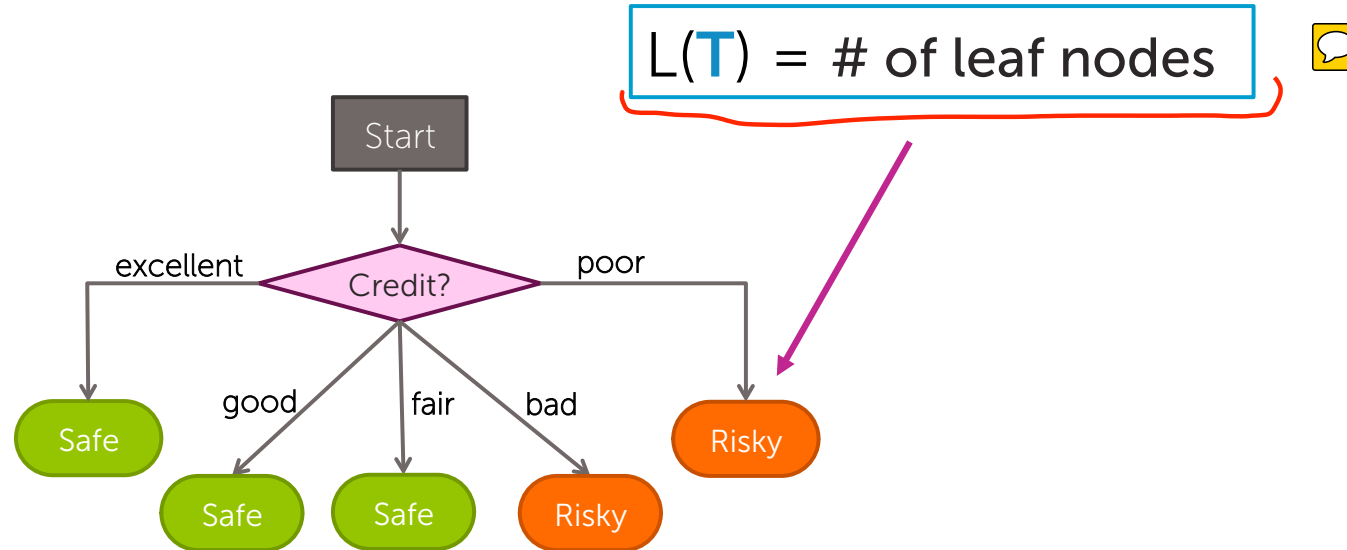 L(T) = # of leaf nodes
Start
Credit?
excellent
poor
good
fair
bad
Safe
Risky
Safe
Safe
Risky